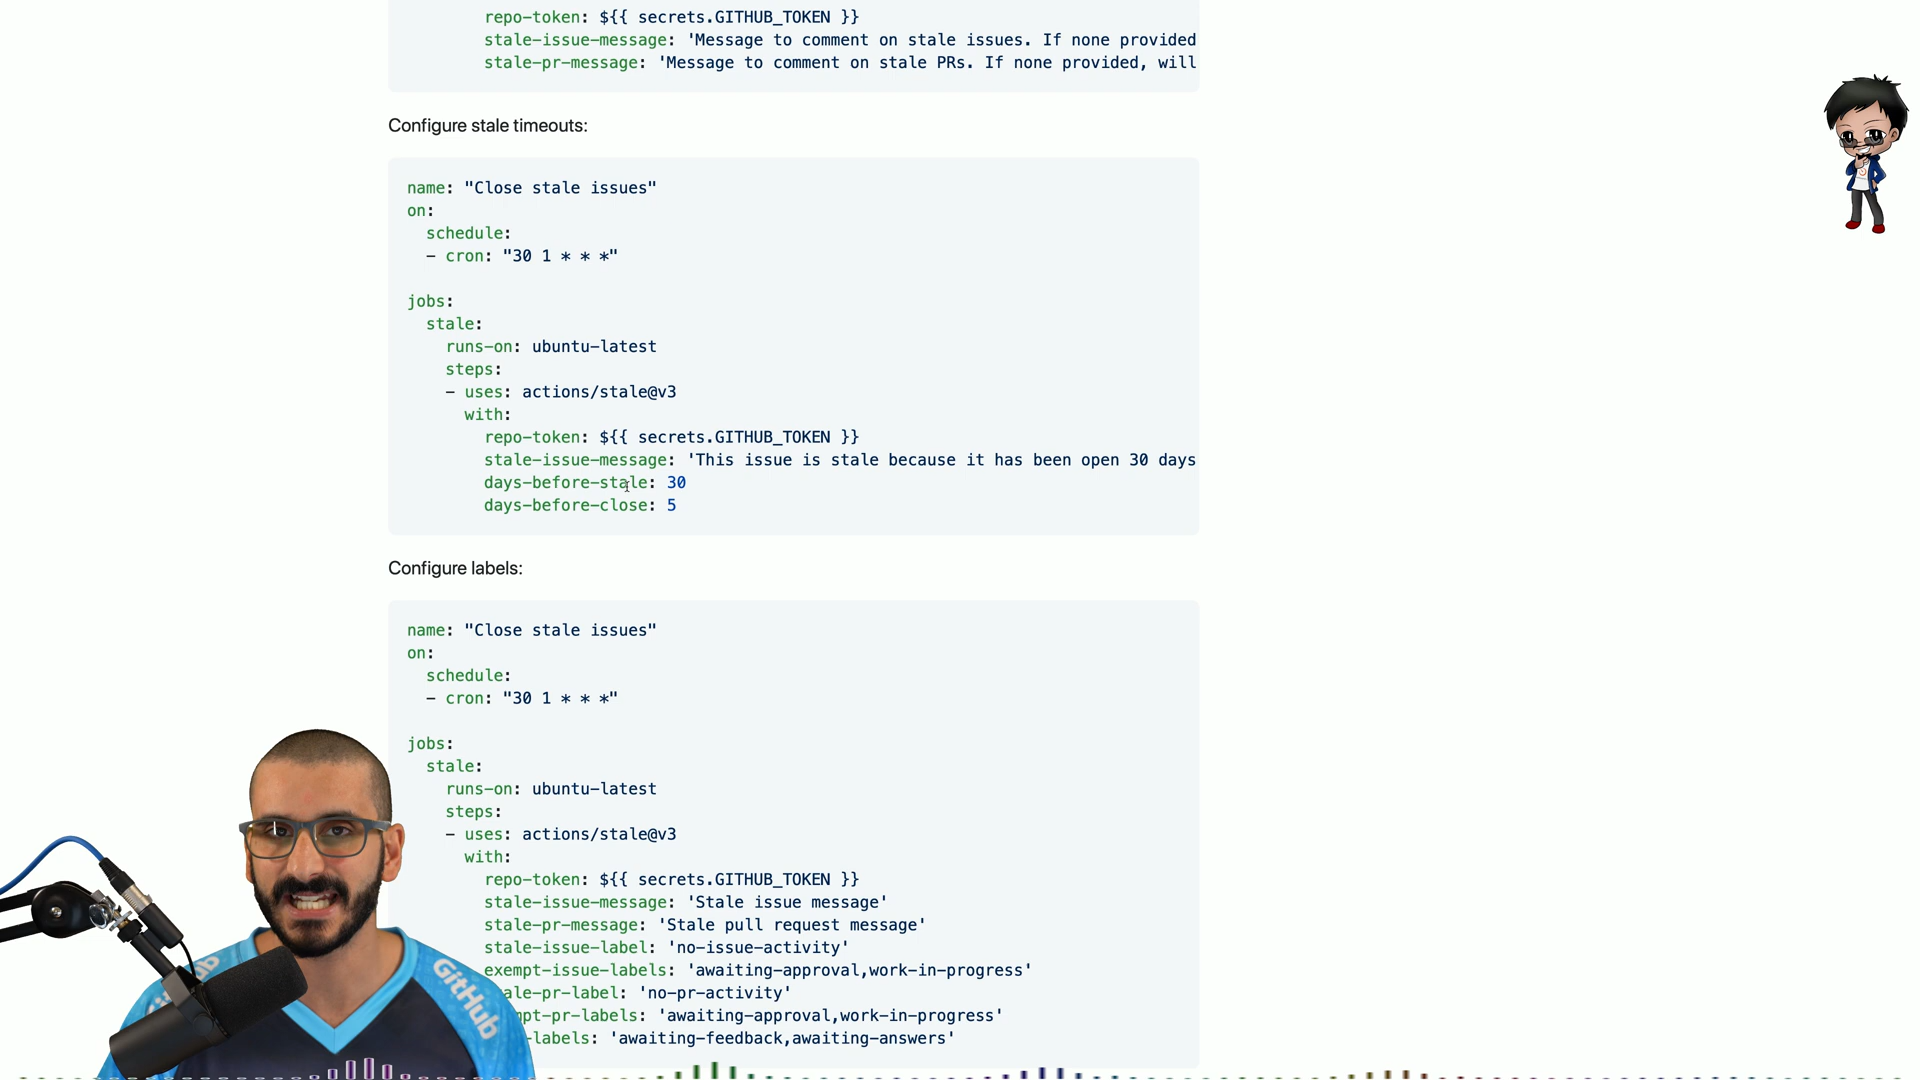 repo-token: ${{ secrets.GITHUB_TOKEN }}
stale-issue-message: 'Message to comment on stale issues. If none provided
stale-pr-message: 'Message to comment on stale PRs. If none provided, will
Configure stale timeouts:
name: "Close stale issues"
on:
  schedule:
  - cron: "30 1 * * *"
jobs:
  stale:
    runs-on: ubuntu-latest
    steps:
    - uses: actions/stale@v3
      with:
        repo-token: ${{ secrets.GITHUB_TOKEN }}
        stale-issue-message: 'This issue is stale because it has been open 30 days
        days-before-stale: 30
        days-before-close: 5
Configure labels:
name: "Close stale issues"
on:
  schedule:
  - cron: "30 1 * * *"
jobs:
  stale:
    runs-on: ubuntu-latest
    steps:
    - uses: actions/stale@v3
      with:
        repo-token: ${{ secrets.GITHUB_TOKEN }}
        stale-issue-message: 'Stale issue message'
        stale-pr-message: 'Stale pull request message'
        stale-issue-label: 'no-issue-activity'
        exempt-issue-labels: 'awaiting-approval,work-in-progress'
        ale-pr-label: 'no-pr-activity'
        pt-pr-labels: 'awaiting-approval,work-in-progress'
        -labels: 'awaiting-feedback,awaiting-answers'
GitHub